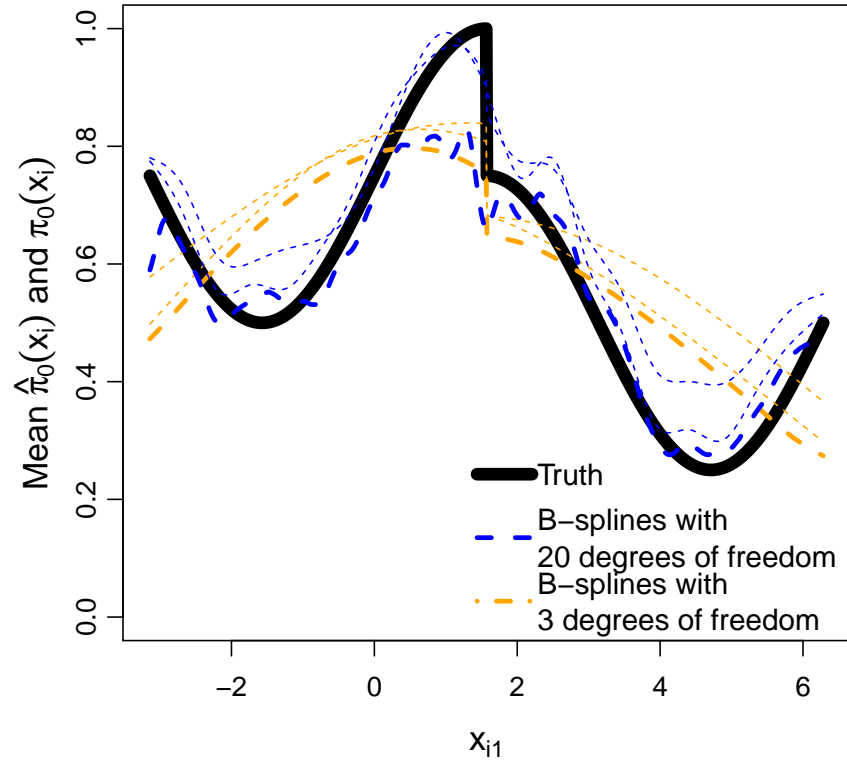 Mean π̂₀(xᵢ) and π₀(xᵢ)
1.0
0.8
0.6
0.4
0.2
0.0
Truth
B−splines with
20 degrees of freedom
B−splines with
3 degrees of freedom
−2 0 2 4 6
xᵢ₁